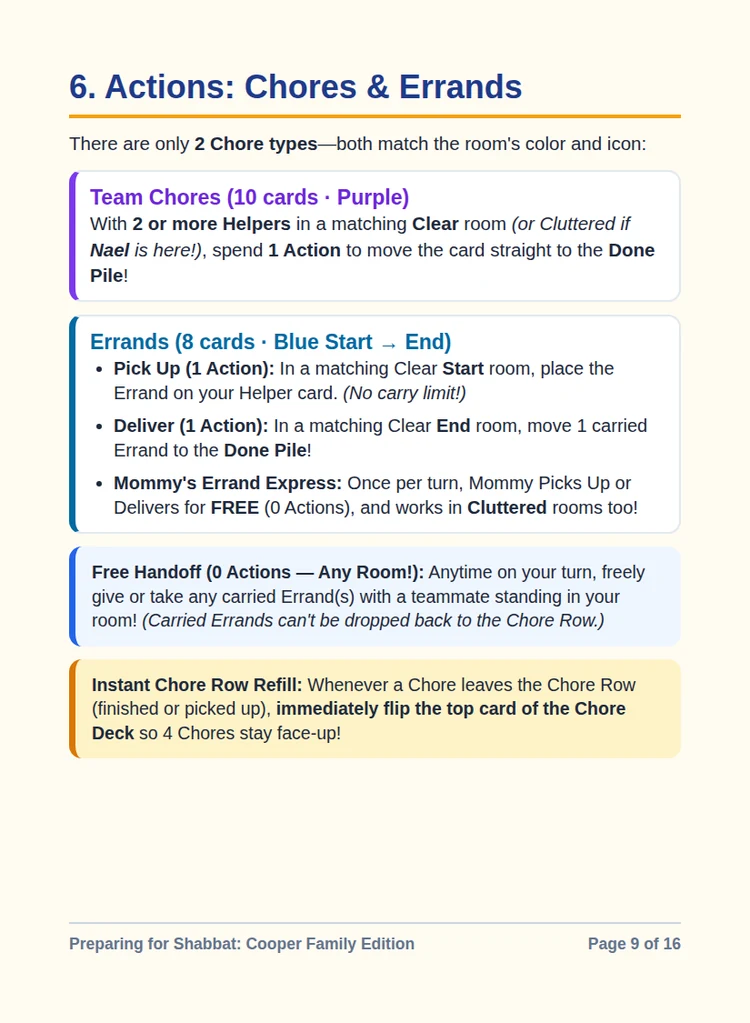 6. Actions: Chores & Errands
There are only 2 Chore types—both match the room's color and icon:
Team Chores (10 cards · Purple)
With 2 or more Helpers in a matching Clear room (or Cluttered if
Nael is here!), spend 1 Action to move the card straight to the Done
Pile!
Errands (8 cards · Blue Start → End)
• Pick Up (1 Action): In a matching Clear Start room, place the
Errand on your Helper card. (No carry limit!)
• Deliver (1 Action): In a matching Clear End room, move 1 carried
Errand to the Done Pile!
• Mommy's Errand Express: Once per turn, Mommy Picks Up or
Delivers for FREE (0 Actions), and works in Cluttered rooms too!
Free Handoff (0 Actions — Any Room!): Anytime on your turn, freely
give or take any carried Errand(s) with a teammate standing in your
room! (Carried Errands can't be dropped back to the Chore Row.)
Instant Chore Row Refill: Whenever a Chore leaves the Chore Row
(finished or picked up), immediately flip the top card of the Chore
Deck so 4 Chores stay face-up!
Preparing for Shabbat: Cooper Family Edition
Page 9 of 16